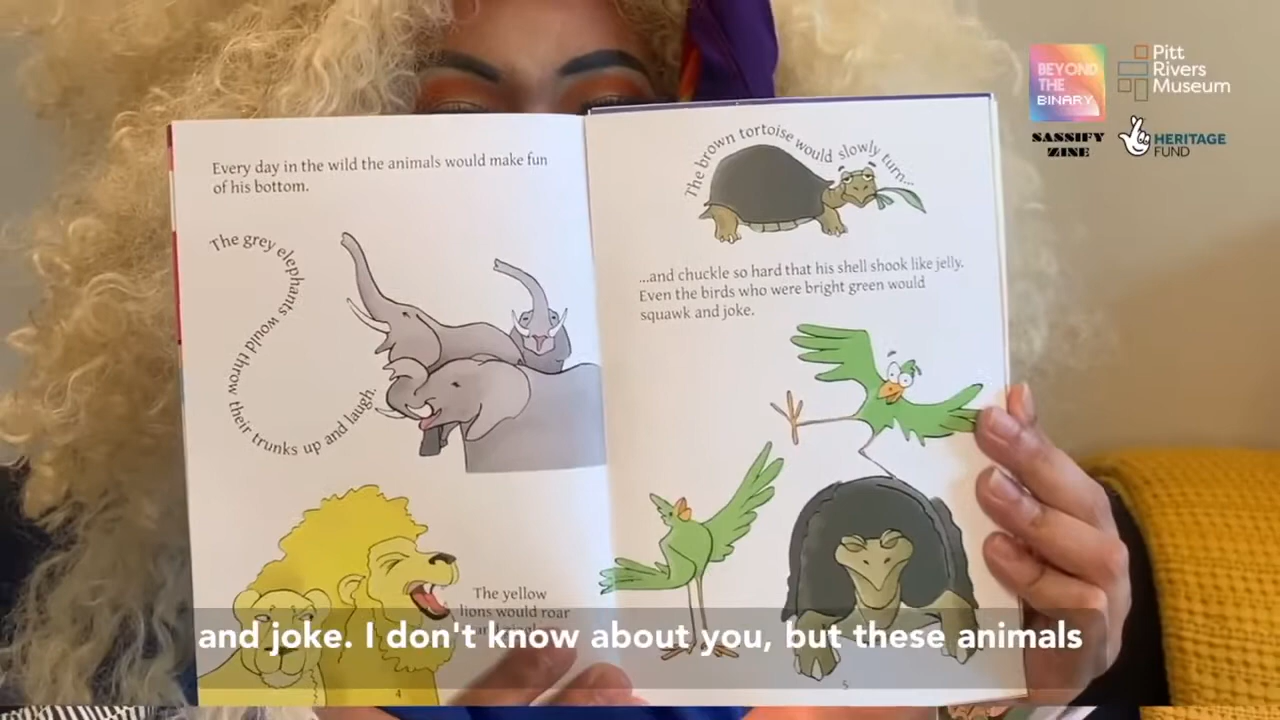 Every day in the wild the animals would make fun
of his bottom.
The grey elephants would throw their trunks up and laugh.
The yellow
lions would roar
4
The brown tortoise would slowly turn...
...and chuckle so hard that his shell shook like jelly.
Even the birds who were bright green would
squawk and joke.
5
and joke. I don't know about you, but these animals
BEYOND
THE
BINARY
SASSIFY
ZINE
Pitt
Rivers
Museum
HERITAGE
FUND